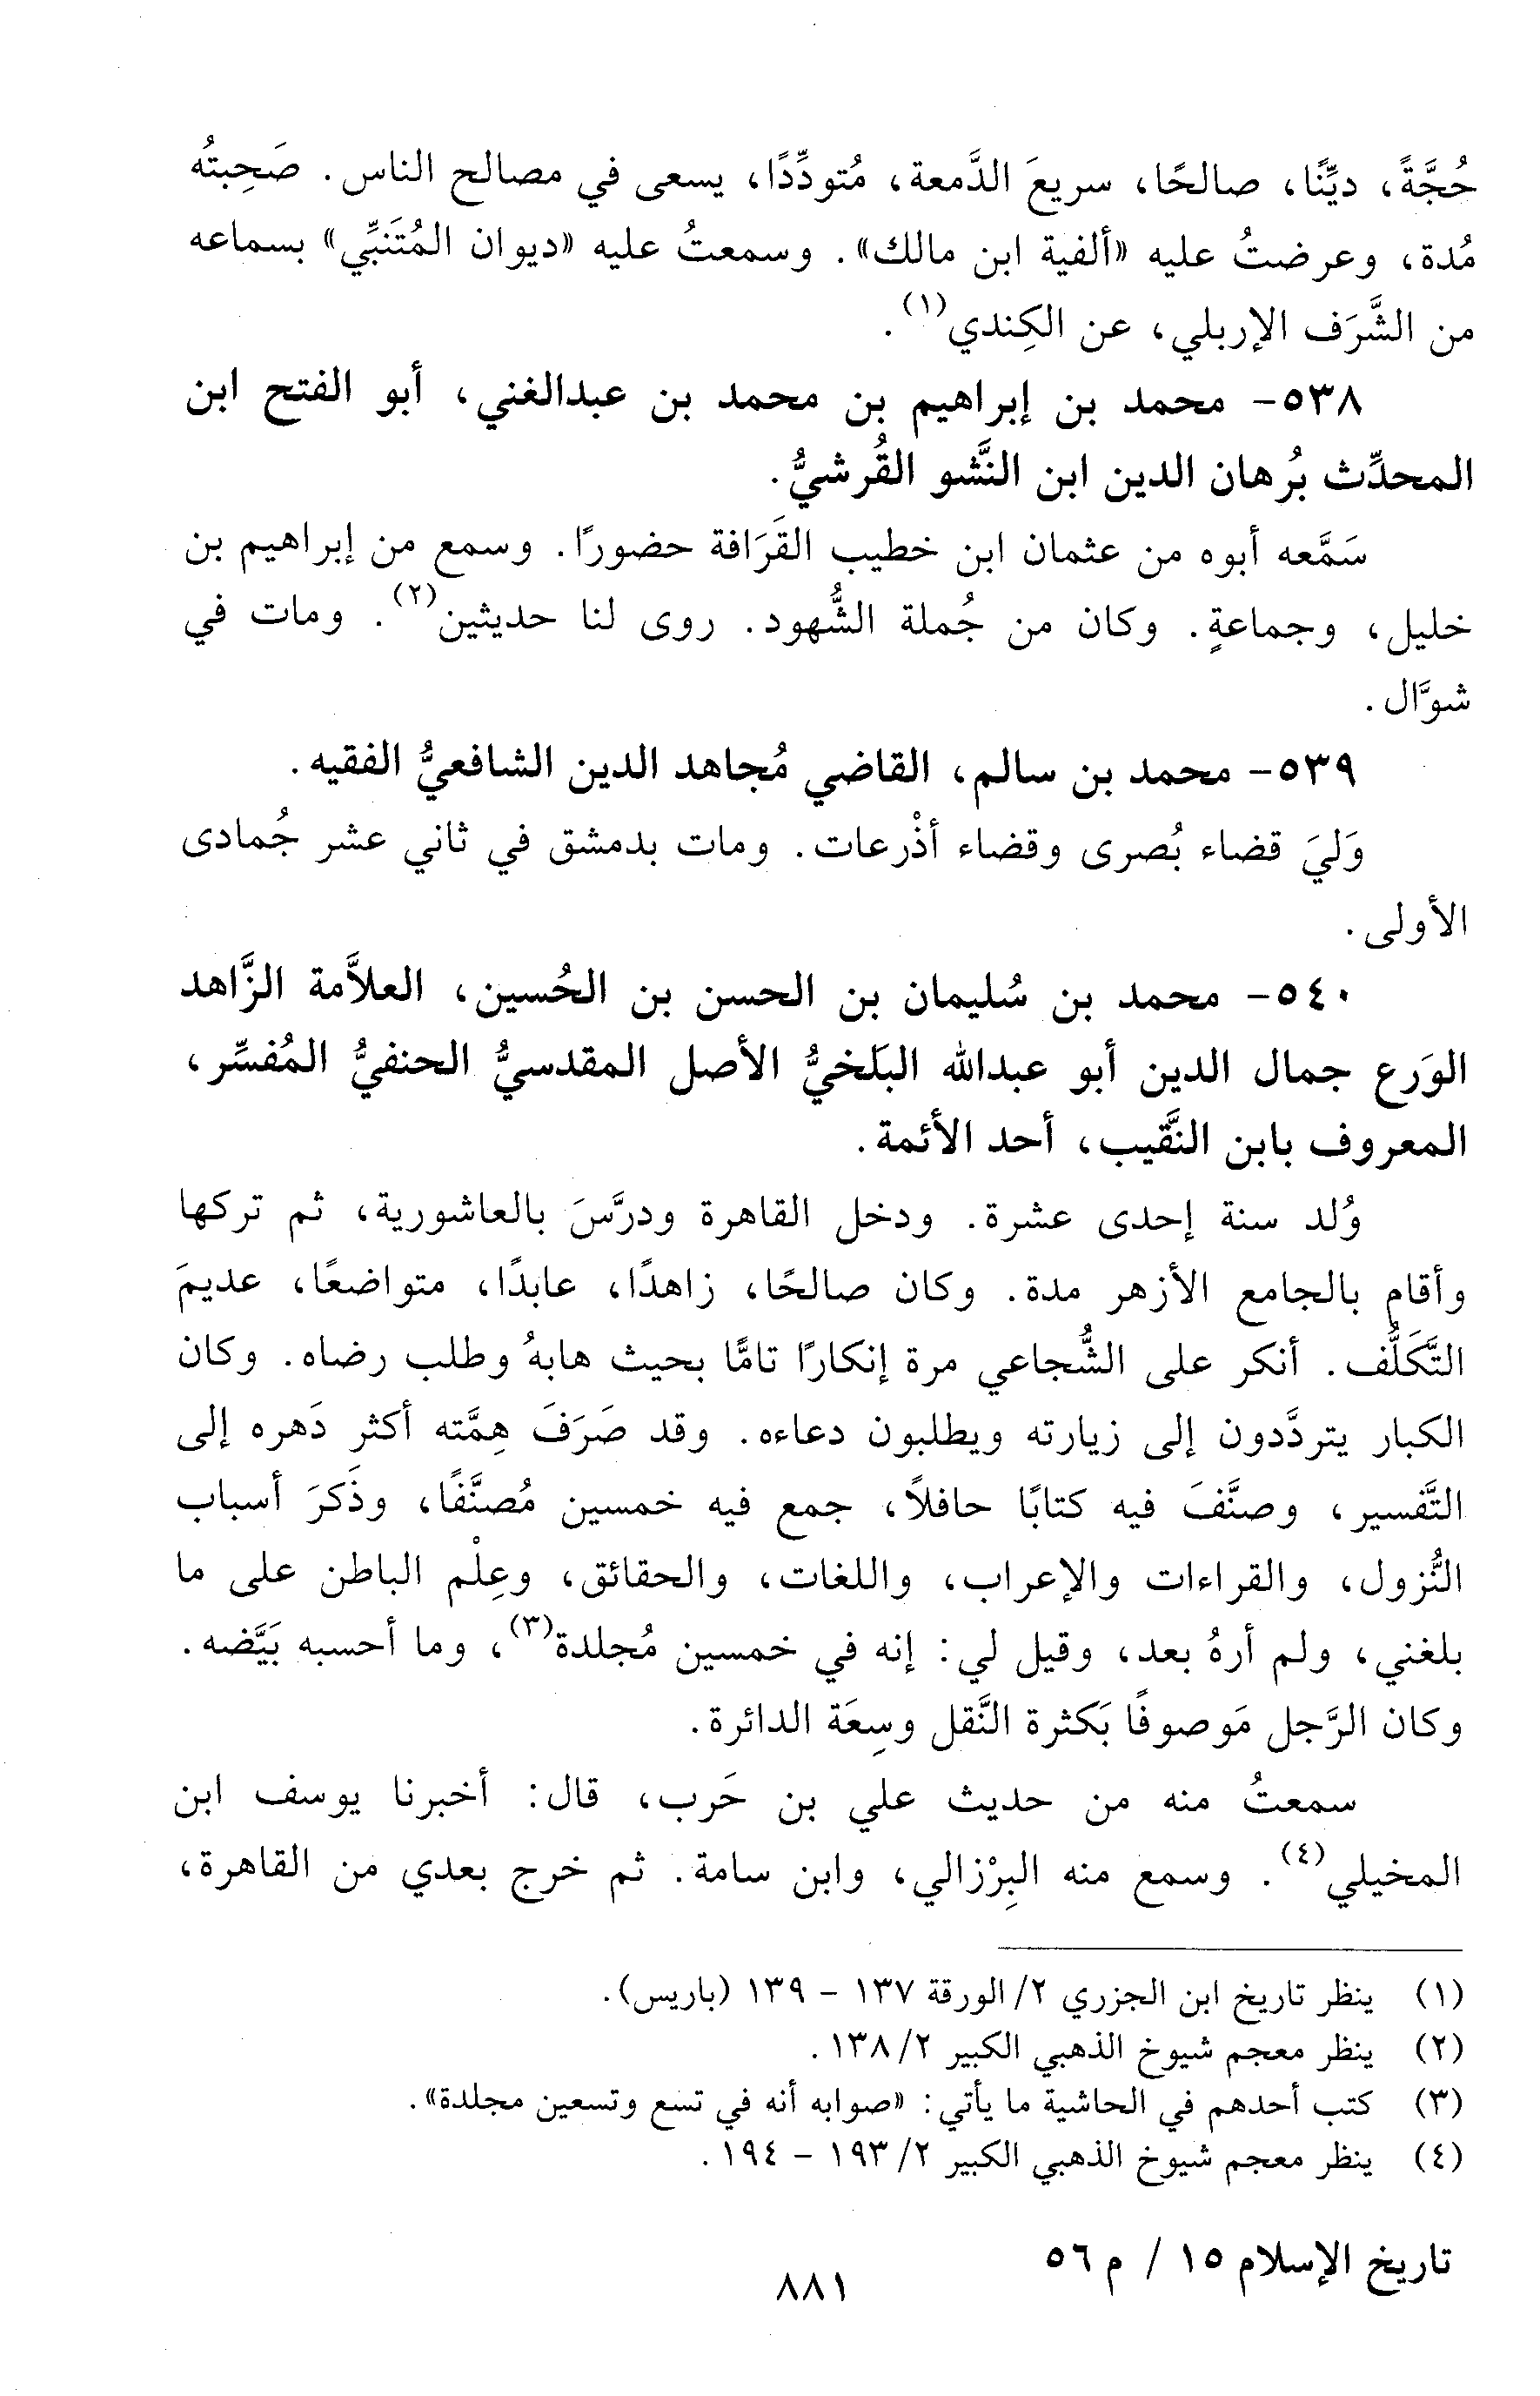 حُجَّةً، ديِّنًا، صالحًا، سريعَ الدَّمعة، مُتودِّدًا، يسعى في مصالح الناس. صَحِبتُه
مُدة، وعرضتُ عليه «ألفية ابن مالك». وسمعتُ عليه «ديوان المُتَنبِّي» بسماعه
من الشَّرَف الإربلي، عن الكِندي(١).
٥٣٨- محمد بن إبراهيم بن محمد بن عبدالغني، أبو الفتح ابن
المحدِّث بُرهان الدين ابن النَّشو القُرشيُّ.
سَمَّعه أبوه من عثمان ابن خطيب القَرَافة حضورًا. وسمع من إبراهيم بن
خليل، وجماعةٍ. وكان من جُملة الشُّهود. روى لنا حديثين(٢). ومات في
شوَّال.
٥٣٩- محمد بن سالم، القاضي مُجاهد الدين الشافعيُّ الفقيه.
وَليَ قضاء بُصرى وقضاء أذْرعات. ومات بدمشق في ثاني عشر جُمادى
الأولى.
٥٤٠- محمد بن سُليمان بن الحسن بن الحُسين، العلاَّمة الزَّاهد
الوَرع جمال الدين أبو عبدالله البَلخيُّ الأصل المقدسيُّ الحنفيُّ المُفسِّر،
المعروف بابن النَّقيب، أحد الأئمة.
وُلد سنة إحدى عشرة. ودخل القاهرة ودرَّسَ بالعاشورية، ثم تركها
وأقام بالجامع الأزهر مدة. وكان صالحًا، زاهدًا، عابدًا، متواضعًا، عديمَ
التَّكَلُّف. أنكر على الشُّجاعي مرة إنكارًا تامًّا بحيث هابهُ وطلب رضاه. وكان
الكبار يتردَّدون إلى زيارته ويطلبون دعاءه. وقد صَرَفَ هِمَّته أكثر دَهره إلى
التَّفسير، وصنَّفَ فيه كتابًا حافلاً، جمع فيه خمسين مُصنَّفًا، وذَكرَ أسباب
النُّزول، والقراءات والإعراب، واللغات، والحقائق، وعِلْم الباطن على ما
بلغني، ولم أرهُ بعد، وقيل لي: إنه في خمسين مُجلدة(٣)، وما أحسبه بَيَّضه.
وكان الرَّجل مَوصوفًا بَكثرة النَّقل وسِعَة الدائرة.
سمعتُ منه من حديث علي بن حَرب، قال: أخبرنا يوسف ابن
المخيلي(٤). وسمع منه البِرْزالي، وابن سامة. ثم خرج بعدي من القاهرة،
(١) ينظر تاريخ ابن الجزري ٢/ الورقة ١٣٧ - ١٣٩ (باريس).
(٢) ينظر معجم شيوخ الذهبي الكبير ٢/ ١٣٨.
(٣) كتب أحدهم في الحاشية ما يأتي: «صوابه أنه في تسع وتسعين مجلدة».
(٤) ينظر معجم شيوخ الذهبي الكبير ٢/ ١٩٣ - ١٩٤.
تاريخ الإسلام ١٥ / م ٥٦
٨٨١